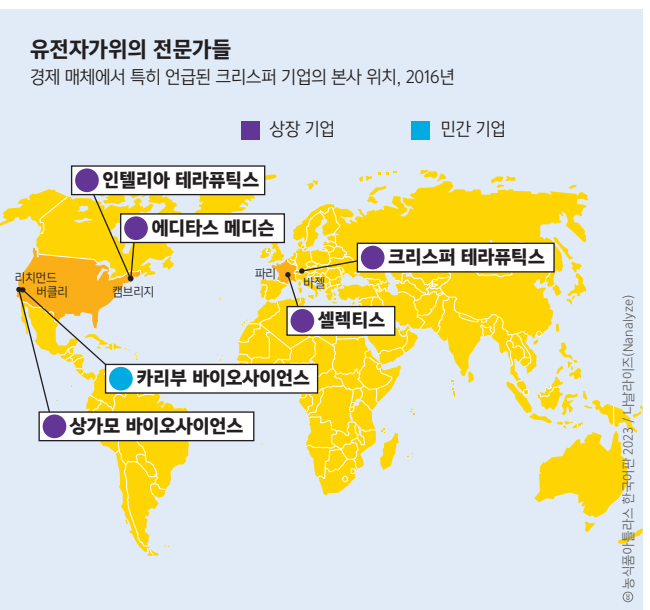 유전자가위의 전문가들
경제 매체에서 특히 언급된 크리스퍼 기업의 본사 위치, 2016년
상장 기업
민간 기업
인텔리아 테라퓨틱스
에디타스 메디슨
크리스퍼 테라퓨틱스
리치먼드
버클리
캠브리지
파리
바젤
셀렉티스
카리부 바이오사이언스
상가모 바이오사이언스
농식품아틀라스 한국어판 2023 / 나날라이즈(Nanalyze)